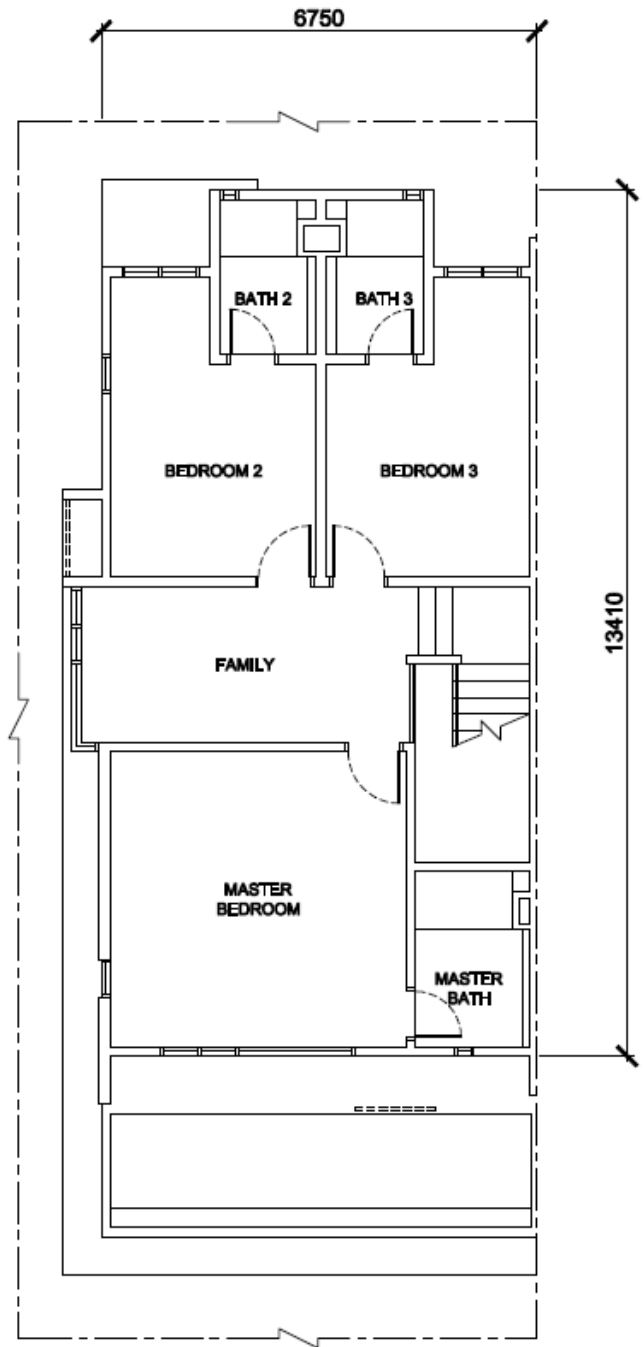 6750
BATH 2
BATH 3
BEDROOM 2
BEDROOM 3
13410
FAMILY
MASTER
BEDROOM
MASTER
BATH